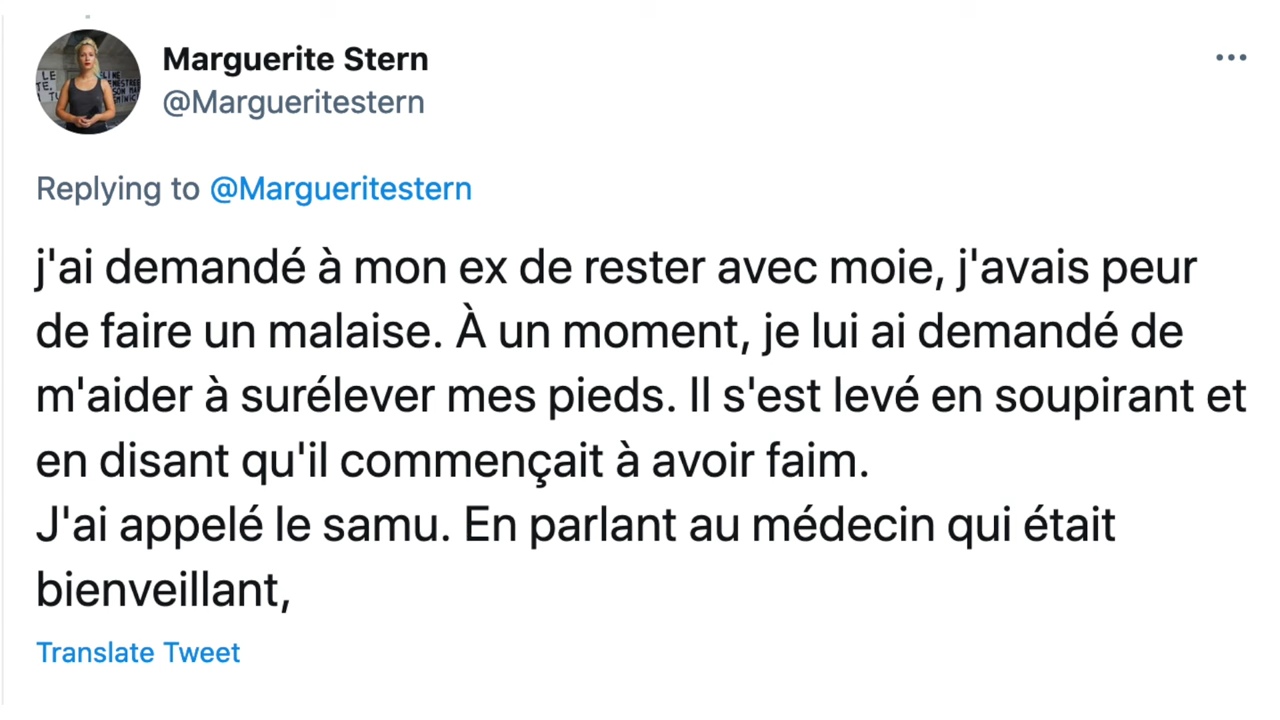 Marguerite Stern
@Margueritestern
Replying to @Margueritestern
j'ai demandé à mon ex de rester avec moie, j'avais peur
de faire un malaise. À un moment, je lui ai demandé de
m'aider à surélever mes pieds. Il s'est levé en soupirant et
en disant qu'il commençait à avoir faim.
J'ai appelé le samu. En parlant au médecin qui était
bienveillant,
Translate Tweet